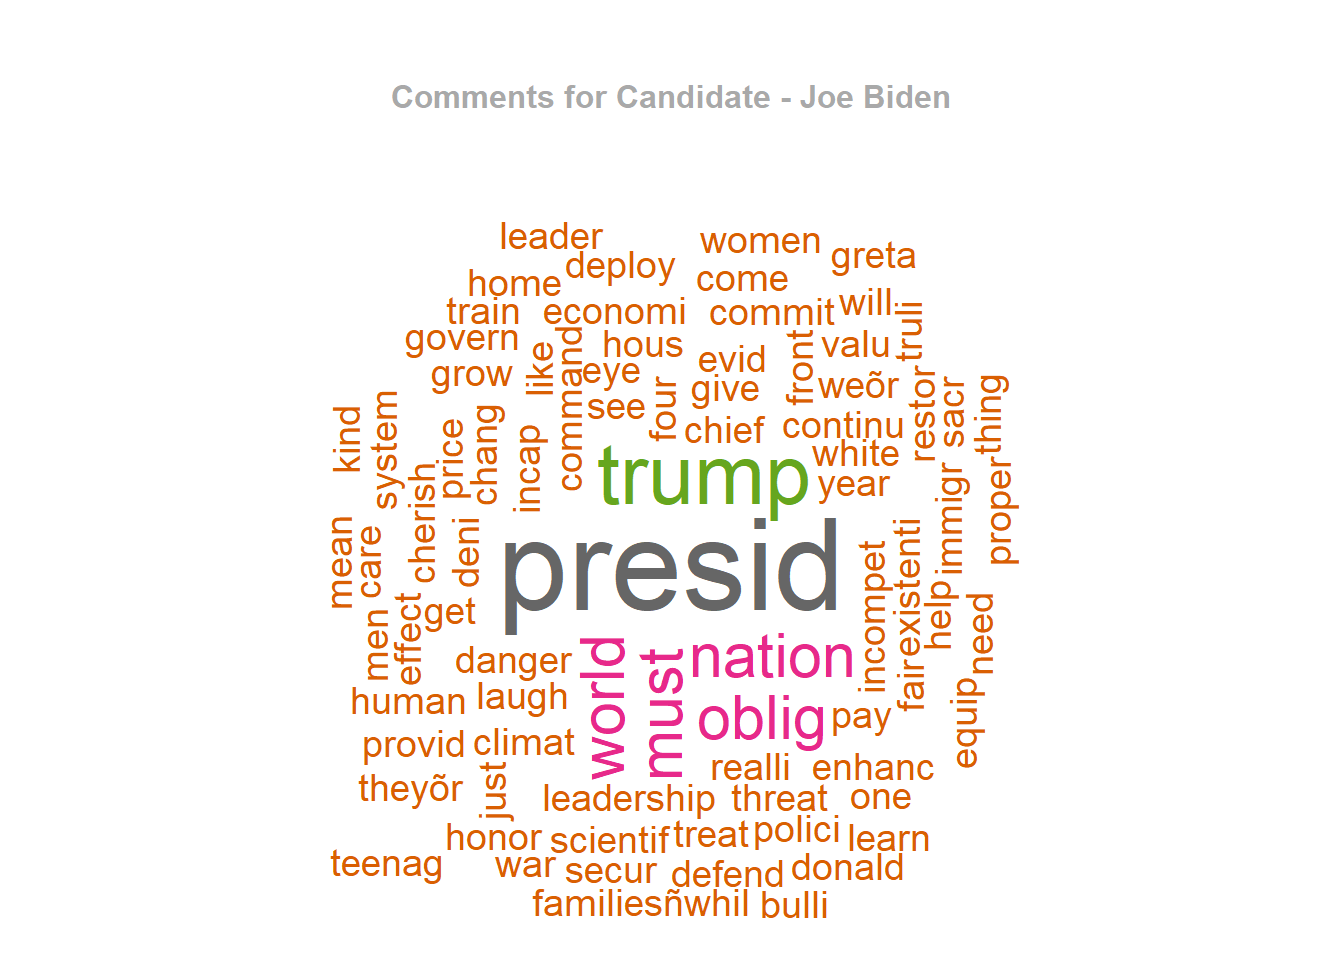 Comments for Candidate - Joe Biden
leader
women
deploy
greta
home
come
train
economi
commit
will
truli
govern
hous
evid
front
valu
like
command
grow
eye
give
weõr
see
four
restor
sacr
thing
kind
system
price
chang
incap
chief
continu
white
trump
year
cherish
immigr
proper
mean
care
deni
presid
incompet
existenti
help
need
men
effect
get
danger
world
must
nation
fair
human
laugh
oblig
pay
equip
provid
climat
realli
enhanc
theyõr
just
leadership
threat
one
honor
scientif
treat
polici
learn
teenag
war
secur
defend
donald
familiesñwhil
bulli